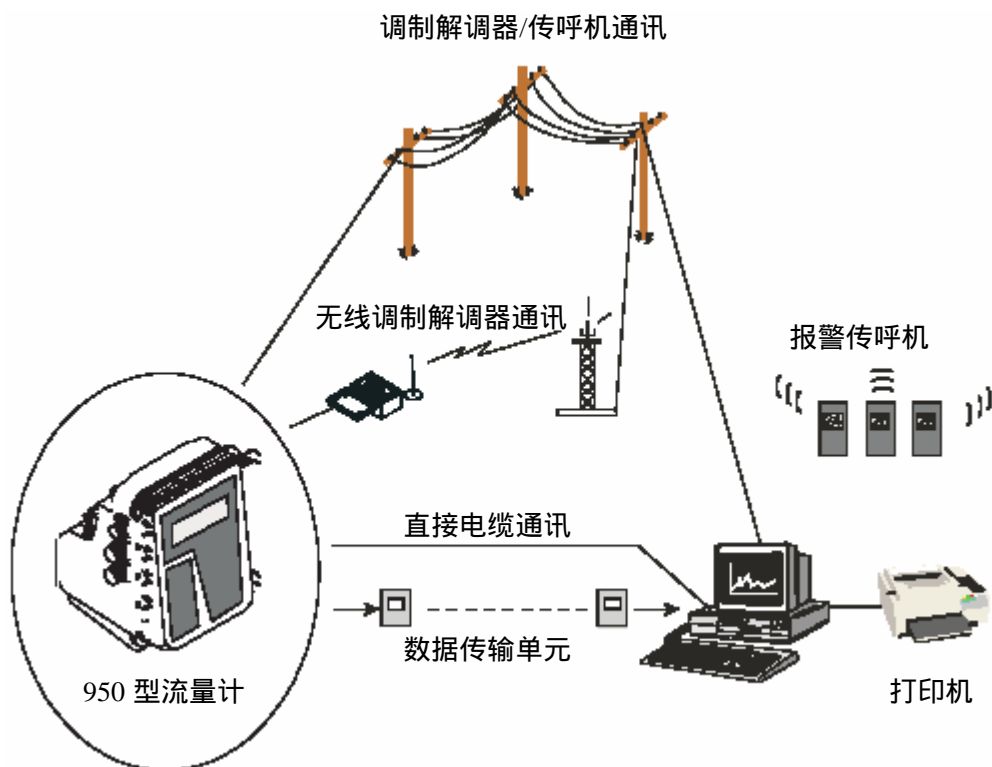 调制解调器/传呼机通讯
无线调制解调器通讯
报警传呼机
直接电缆通讯
数据传输单元
950 型流量计
打印机